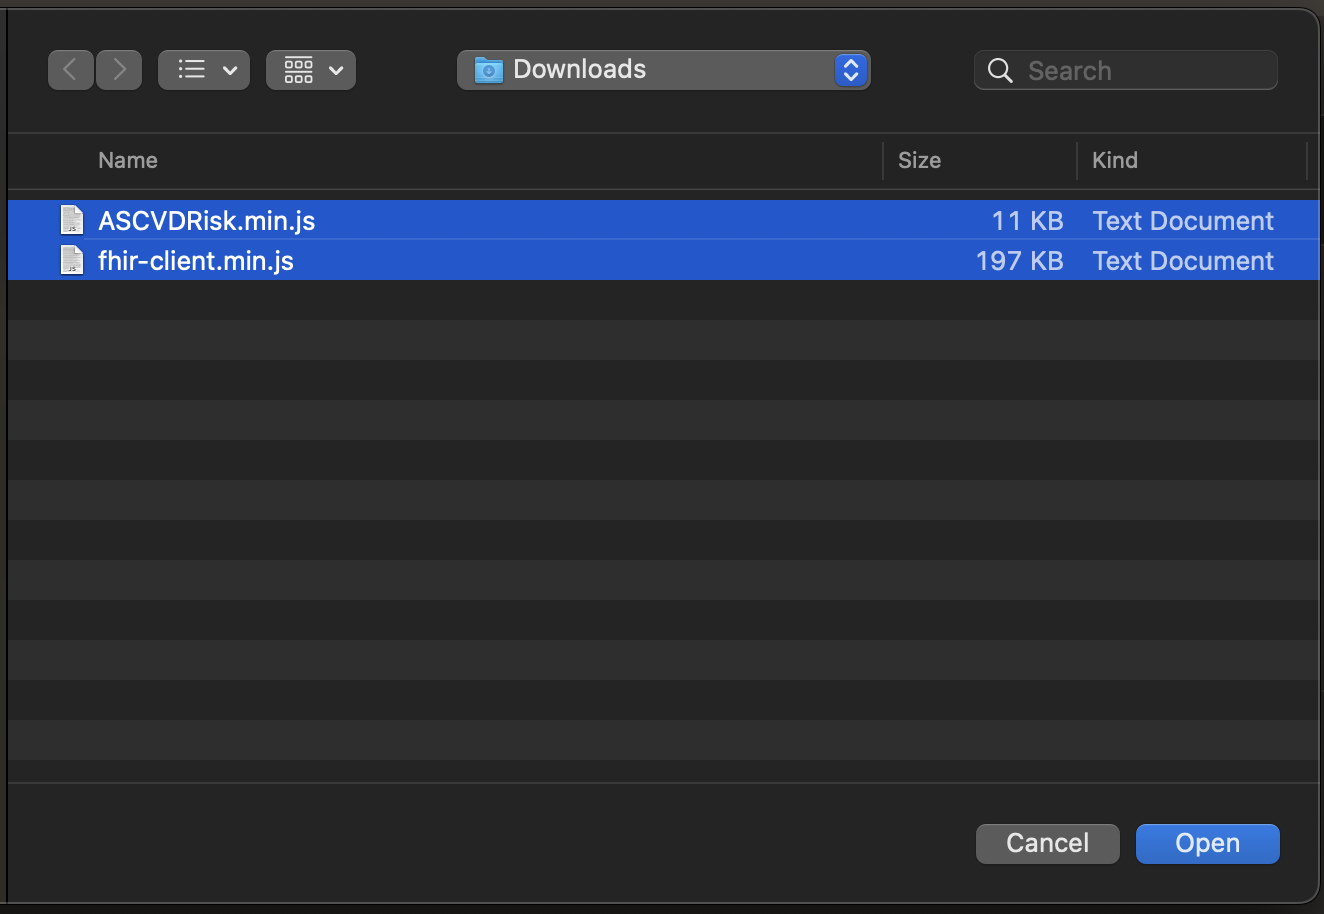 Downloads
Search
Name Size Kind
ASCVDRisk.min.js 11 KB Text Document
fhir-client.min.js 197 KB Text Document
Cancel Open